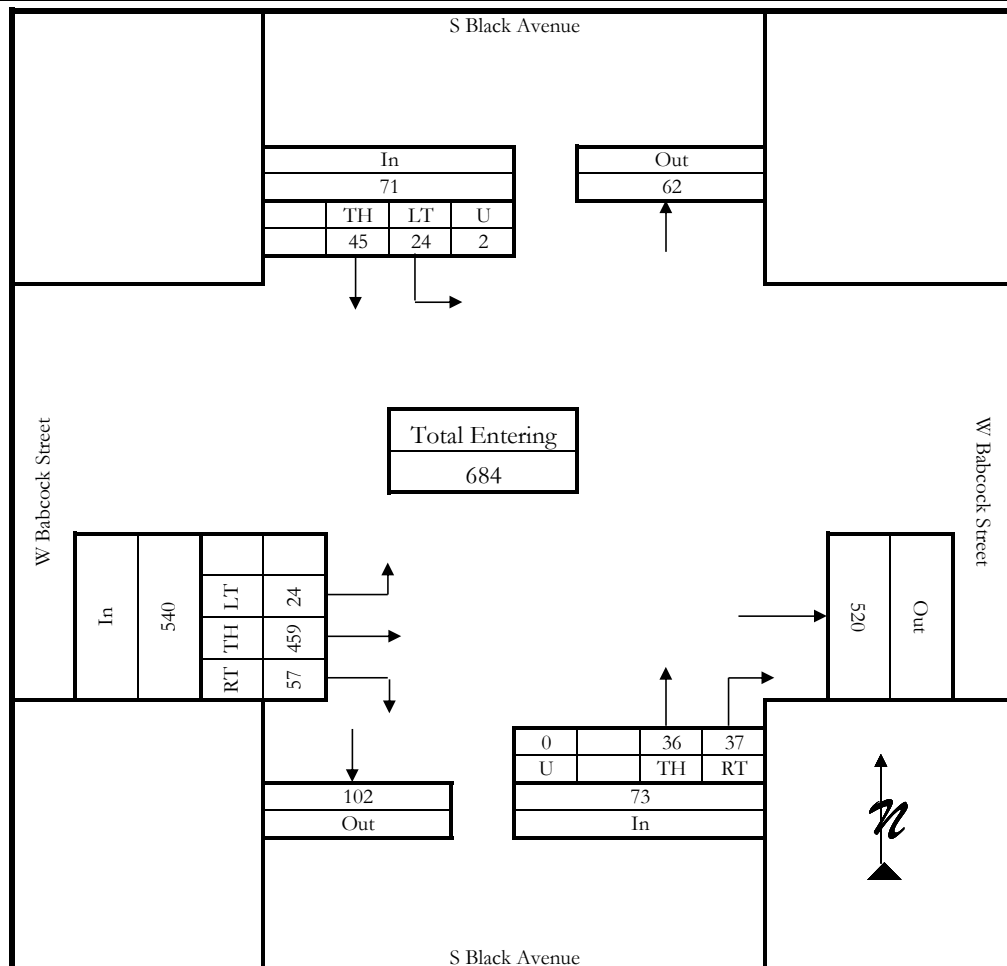 S Black Avenue
In
71
TH LT U
45 24 2
Out
62
Total Entering
684
W Babcock Street
In
540
LT 24
TH 459
RT 57
W Babcock Street
520
Out
0 36 37
U TH RT
73
In
102
Out
N
S Black Avenue